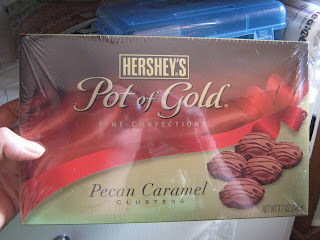 HERSHEY'S
Pot of Gold®
FINE CONFECTIONS
Pecan Caramel
CLUSTERS